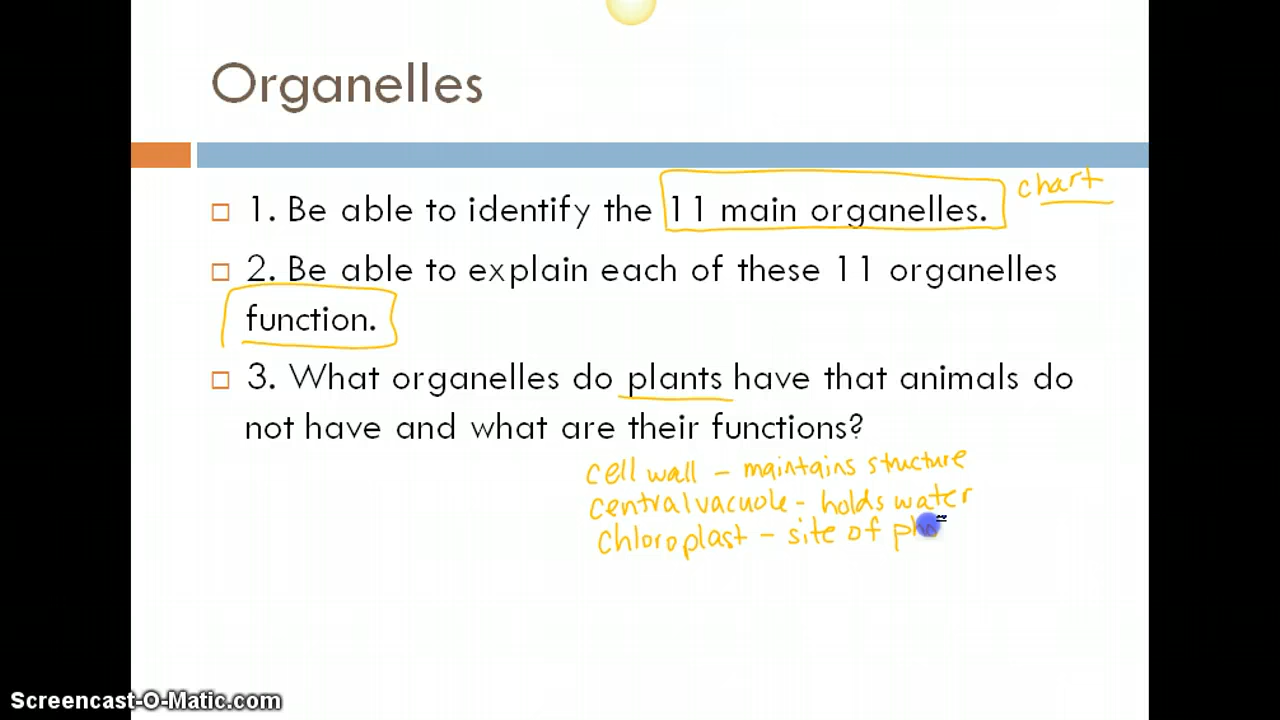 Organelles
1. Be able to identify the 11 main organelles.
chart
2. Be able to explain each of these 11 organelles
function.
3. What organelles do plants have that animals do
not have and what are their functions?
cell wall - maintains structure
central vacuole - holds water
Chloroplast - site of
Screencast-O-Matic.com